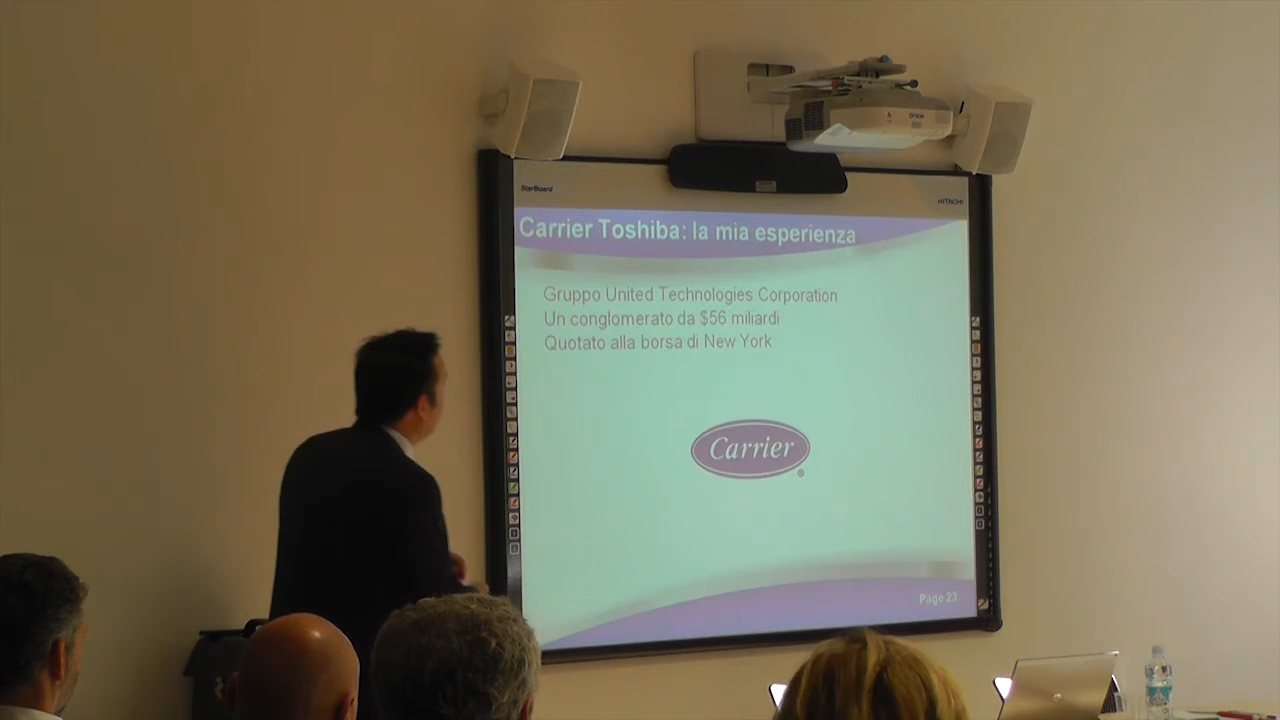 EPSON
StarBoard
HITACHI
Carrier Toshiba: la mia esperienza
Gruppo United Technologies Corporation
Un conglomerato da $56 miliardi
Quotato alla borsa di New York
Carrier
®
Page 23